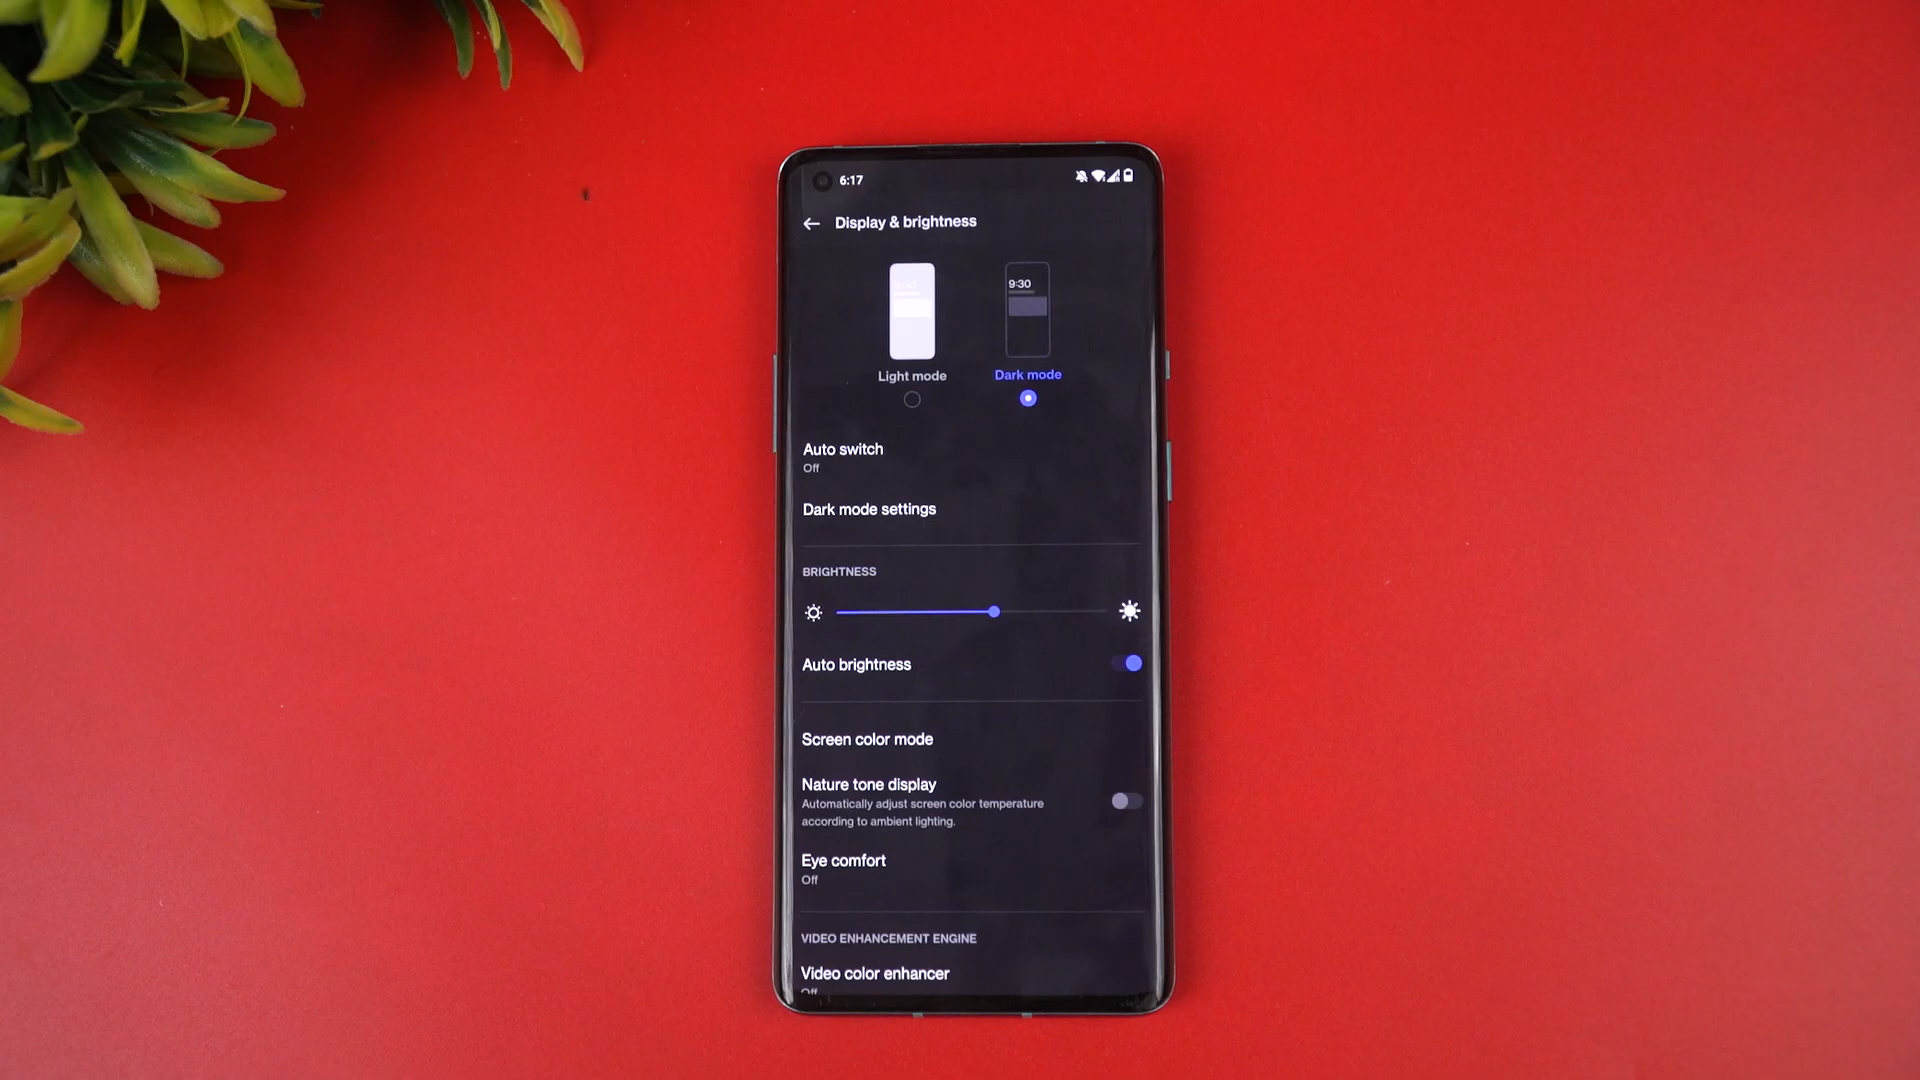 6:17
Display & brightness
9:30
Light mode
Dark mode
Auto switch
Off
Dark mode settings
BRIGHTNESS
Auto brightness
Screen color mode
Nature tone display
Automatically adjust screen color temperature
according to ambient lighting.
Eye comfort
Off
VIDEO ENHANCEMENT ENGINE
Video color enhancer
Off